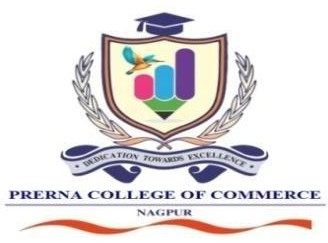 • DEDICATION TOWARDS EXCELLENCE •
PRERNA COLLEGE OF COMMERCE
NAGPUR